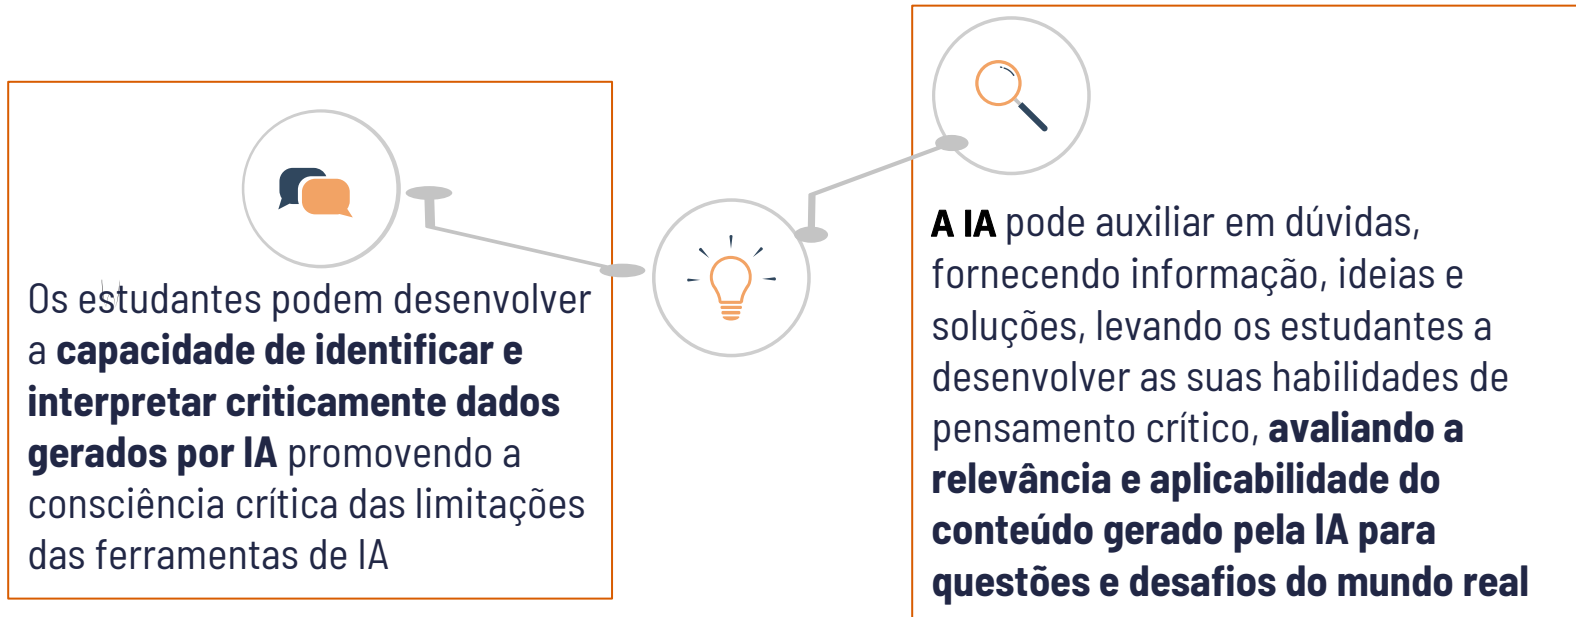 Os estudantes podem desenvolver
a capacidade de identificar e
interpretar criticamente dados
gerados por IA promovendo a
consciência crítica das limitações
das ferramentas de IA
A IA pode auxiliar em dúvidas,
fornecendo informação, ideias e
soluções, levando os estudantes a
desenvolver as suas habilidades de
pensamento crítico, avaliando a
relevância e aplicabilidade do
conteúdo gerado pela IA para
questões e desafios do mundo real